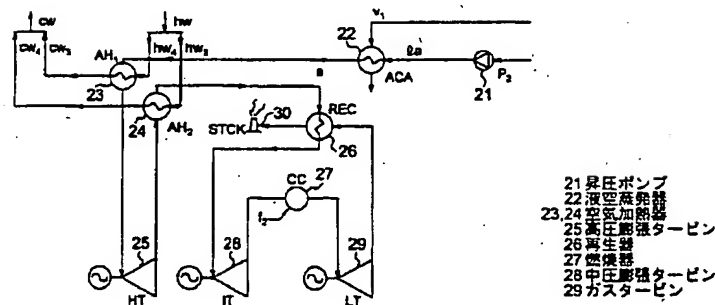 cw hw v₁
cw₄ cw₃ AH₁ hw₄ hw₃ 22 ℓa
a ACA P₂
23 21
24 AH₂ 30 REC
STCK 26
CC 27
f₂
25 28 29
HT IT LT
21 昇圧ポンプ
22 液空蒸発器
23,24 空気加熱器
25 高圧膨張タービン
26 再生器
27 燃焼器
28 中圧膨張タービン
29 ガスタービン